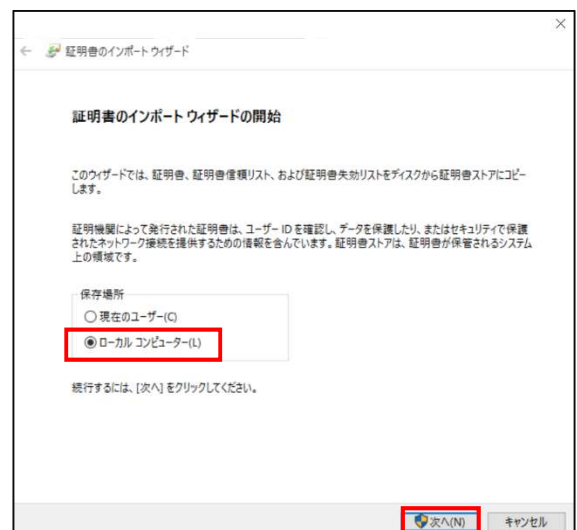 証明書のインポート ウィザード
証明書のインポート ウィザードの開始
このウィザードでは、証明書、証明書信頼リスト、および証明書失効リストをディスクから証明書ストアにコピー
します。
証明機関によって発行された証明書は、ユーザー ID を確認し、データを保護したり、またはセキュリティで保護
されたネットワーク接続を提供するための情報を含んでいます。証明書ストアは、証明書が保管されるシステム
上の領域です。
保存場所
現在のユーザー(C)
ローカル コンピューター(L)
続行するには、[次へ] をクリックしてください。
次へ(N) キャンセル